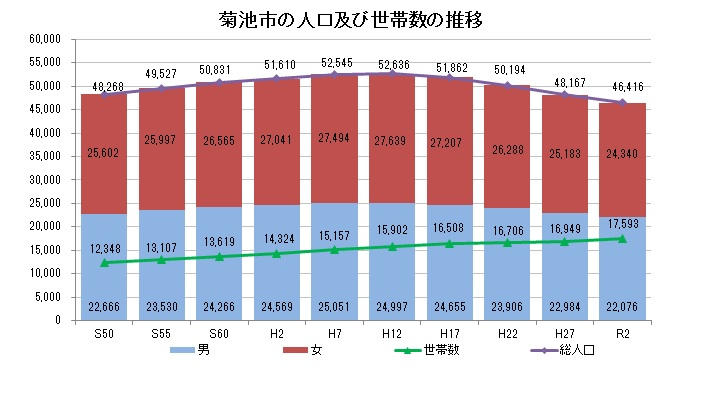 菊池市の人口及び世帯数の推移
60,000
55,000
50,000
45,000
40,000
35,000
30,000
25,000
20,000
15,000
10,000
5,000
0
48,268 49,527 50,831 51,610 52,545 52,636 51,862 50,194 48,167 46,416
25,602 25,997 26,565 27,041 27,494 27,639 27,207 26,288 25,183 24,340
12,348 13,107 13,619 14,324 15,157 15,902 16,508 16,706 16,949 17,593
22,666 23,530 24,266 24,569 25,051 24,997 24,655 23,906 22,984 22,076
S50 S55 S60 H2 H7 H12 H17 H22 H27 R2
男 女 世帯数 総人口